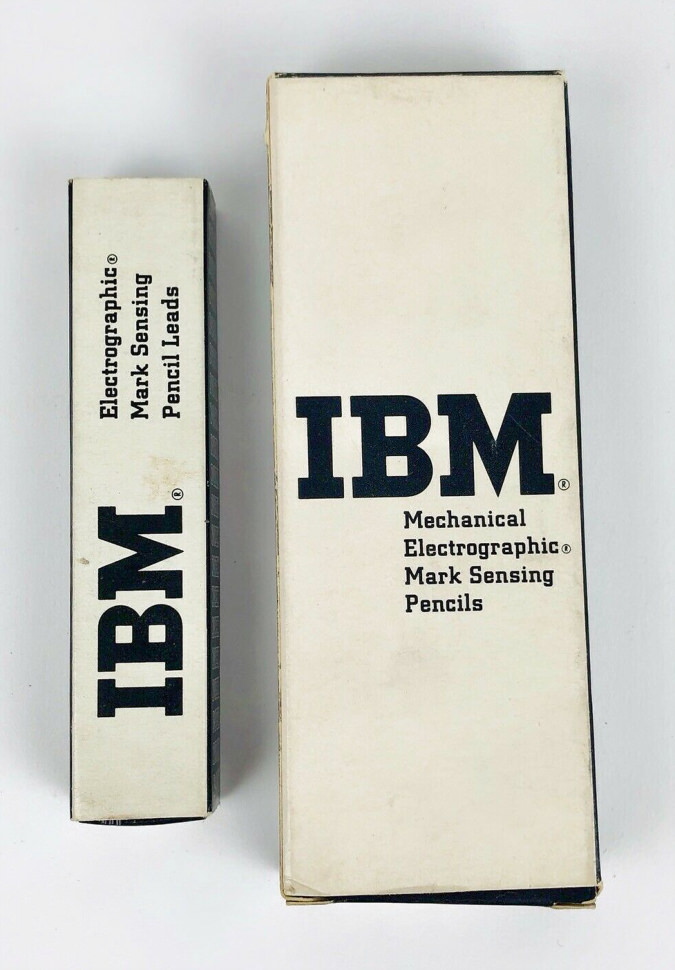 Electrographic®
Mark Sensing
Pencil Leads
IBM®
IBM®
Mechanical
Electrographic®
Mark Sensing
Pencils